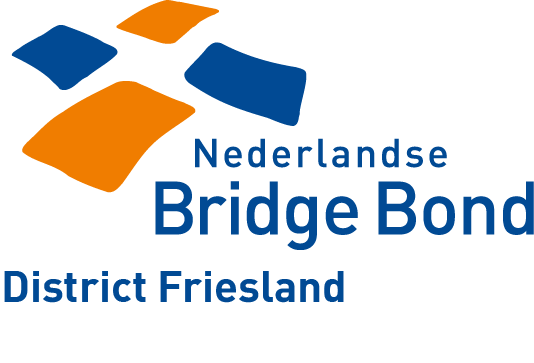 Nederlandse
Bridge Bond
District Friesland